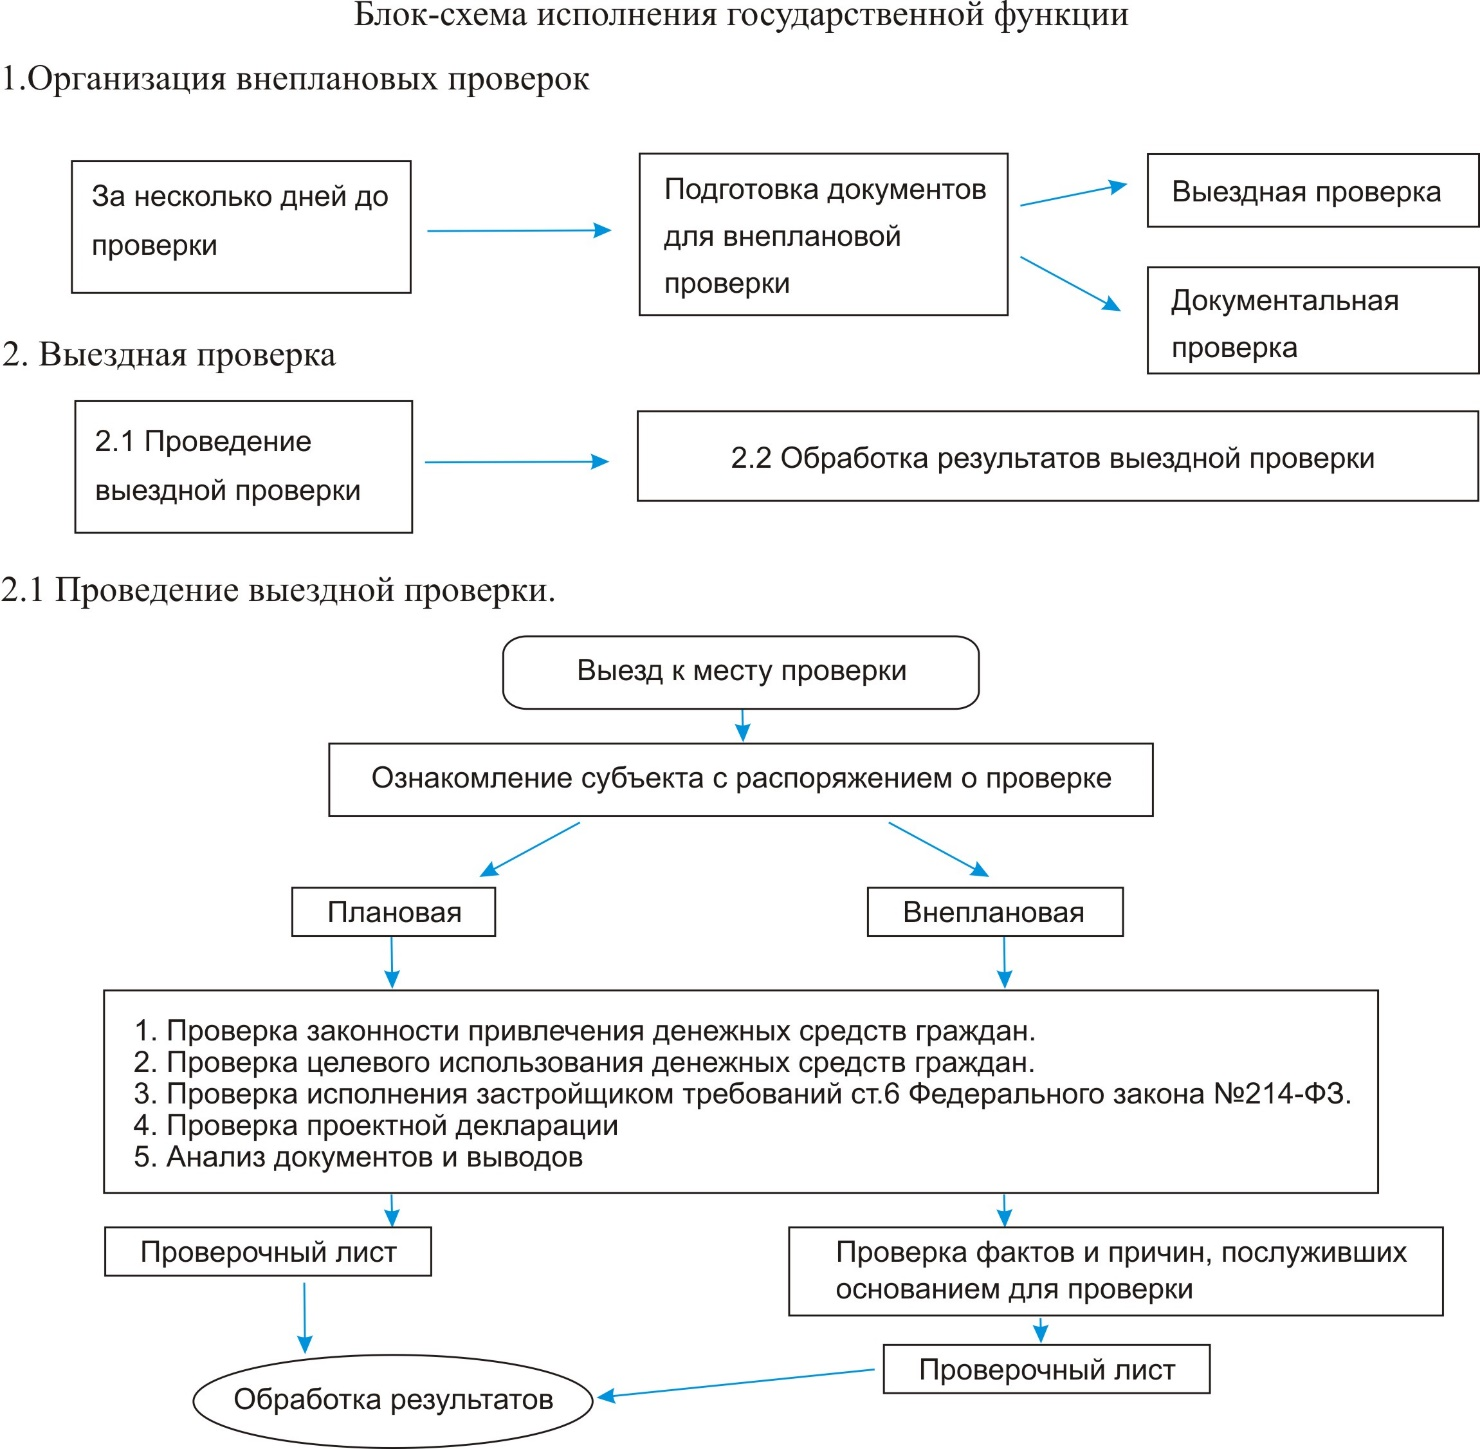 Блок-схема исполнения государственной функции
1.Организация внеплановых проверок
За несколько дней до
проверки
Подготовка документов
для внеплановой
проверки
Выездная проверка
Документальная
проверка
2. Выездная проверка
2.1 Проведение
выездной проверки
2.2 Обработка результатов выездной проверки
2.1 Проведение выездной проверки.
Выезд к месту проверки
Ознакомление субъекта с распоряжением о проверке
Плановая
Внеплановая
1. Проверка законности привлечения денежных средств граждан.
2. Проверка целевого использования денежных средств граждан.
3. Проверка исполнения застройщиком требований ст.6 Федерального закона №214-ФЗ.
4. Проверка проектной декларации
5. Анализ документов и выводов
Проверочный лист
Проверка фактов и причин, послуживших
основанием для проверки
Проверочный лист
Обработка результатов